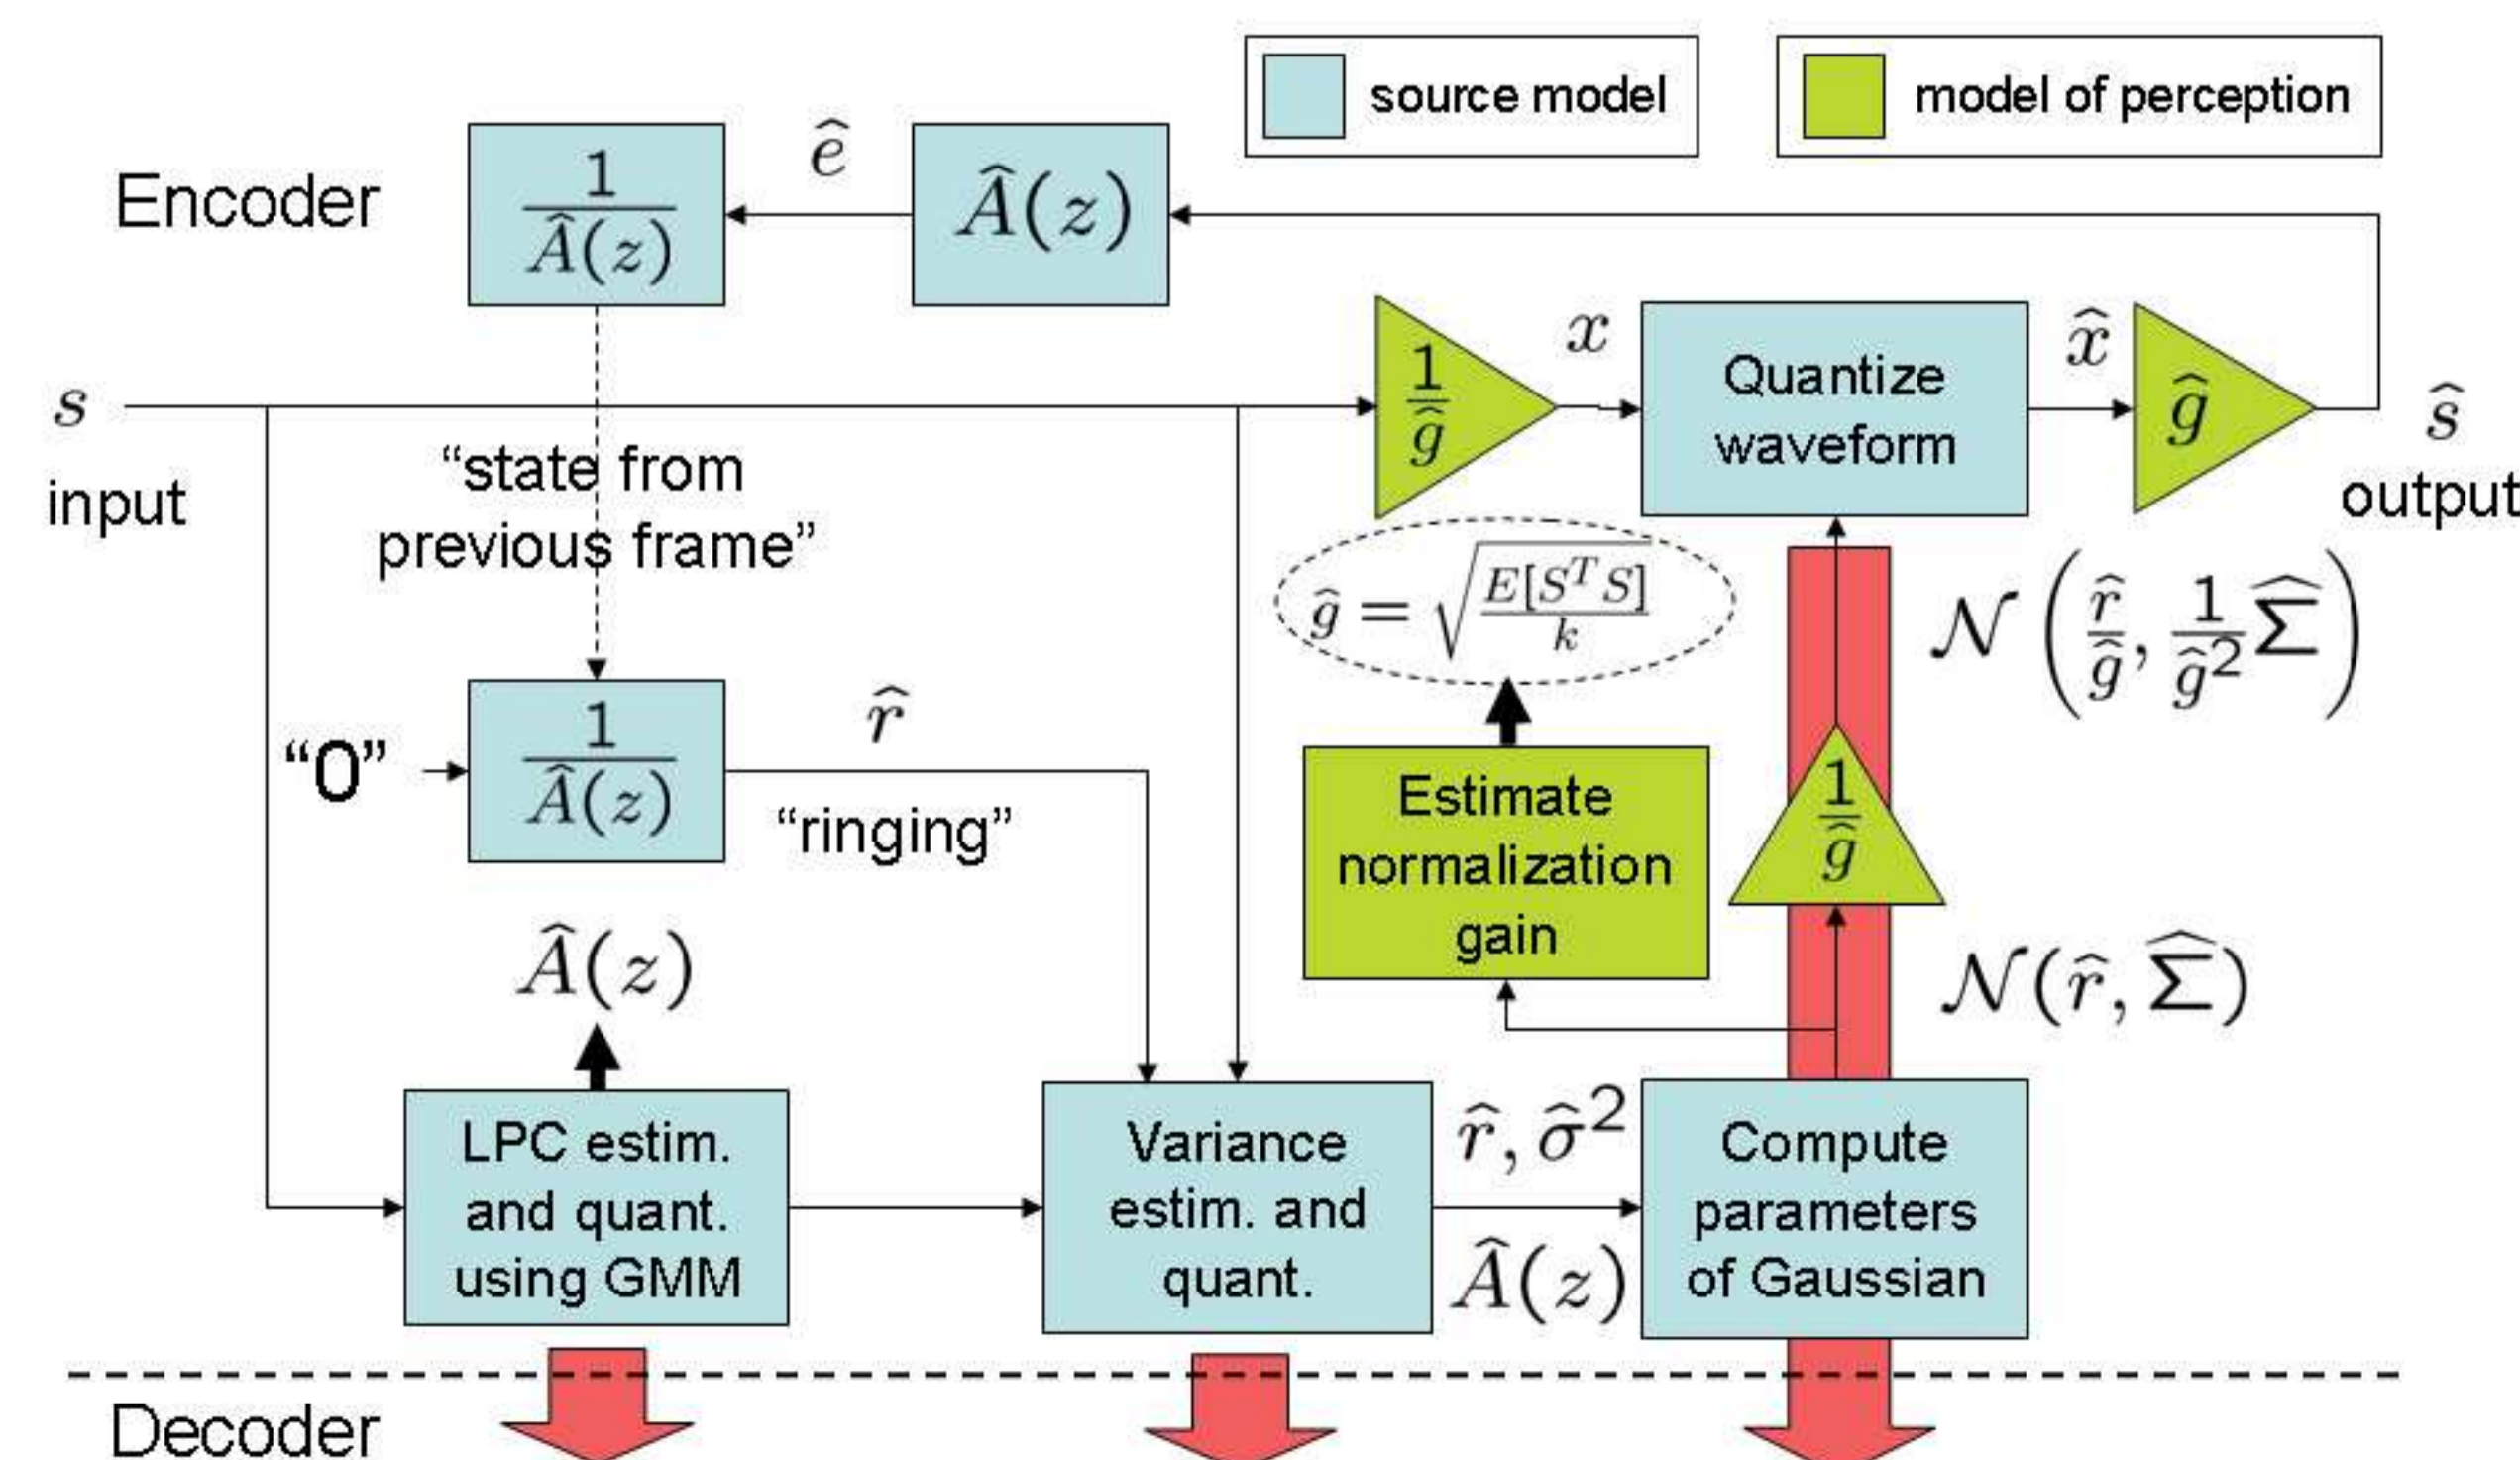 source model
model of perception
Encoder
1/Â(z)
ê
Â(z)
s
input
“state from
previous frame”
1/ĝ
x
Quantize
waveform
x̂
ĝ
ŝ
output
ĝ = √(E[SᵀS]/k)
𝒩(r̂/ĝ, 1/ĝ² Σ̂)
“0”
1/Â(z)
r̂
“ringing”
Estimate
normalization
gain
1/ĝ
Â(z)
𝒩(r̂, Σ̂)
LPC estim.
and quant.
using GMM
Variance
estim. and
quant.
r̂, σ̂²
Â(z)
Compute
parameters
of Gaussian
Decoder